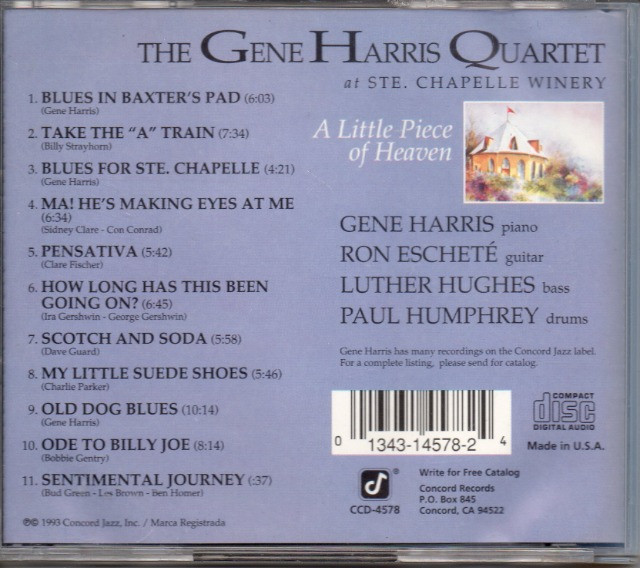 THE GENE HARRIS QUARTET
at STE. CHAPELLE WINERY
A Little Piece
of Heaven
1. BLUES IN BAXTER'S PAD (6:03)
(Gene Harris)
2. TAKE THE "A" TRAIN (7:34)
(Billy Strayhorn)
3. BLUES FOR STE. CHAPELLE (4:21)
(Gene Harris)
4. MA! HE'S MAKING EYES AT ME
(6:34)
(Sidney Clare - Con Conrad)
5. PENSATIVA (5:42)
(Clare Fischer)
6. HOW LONG HAS THIS BEEN
GOING ON? (6:45)
(Ira Gershwin - George Gershwin)
7. SCOTCH AND SODA (5:58)
(Dave Guard)
8. MY LITTLE SUEDE SHOES (5:46)
(Charlie Parker)
9. OLD DOG BLUES (10:14)
(Gene Harris)
10. ODE TO BILLY JOE (8:14)
(Bobbie Gentry)
11. SENTIMENTAL JOURNEY (:37)
(Bud Green - Les Brown - Ben Homer)
℗© 1993 Concord Jazz, Inc. / Marca Registrada
GENE HARRIS piano
RON ESCHETÉ guitar
LUTHER HUGHES bass
PAUL HUMPHREY drums
Gene Harris has many recordings on the Concord Jazz label.
For a complete listing, please send for catalog.
0 1343-14578-2 4
COMPACT
disc
DIGITAL AUDIO
Made in U.S.A.
®
CCD-4578
Write for Free Catalog
Concord Records
P.O. Box 845
Concord, CA 94522